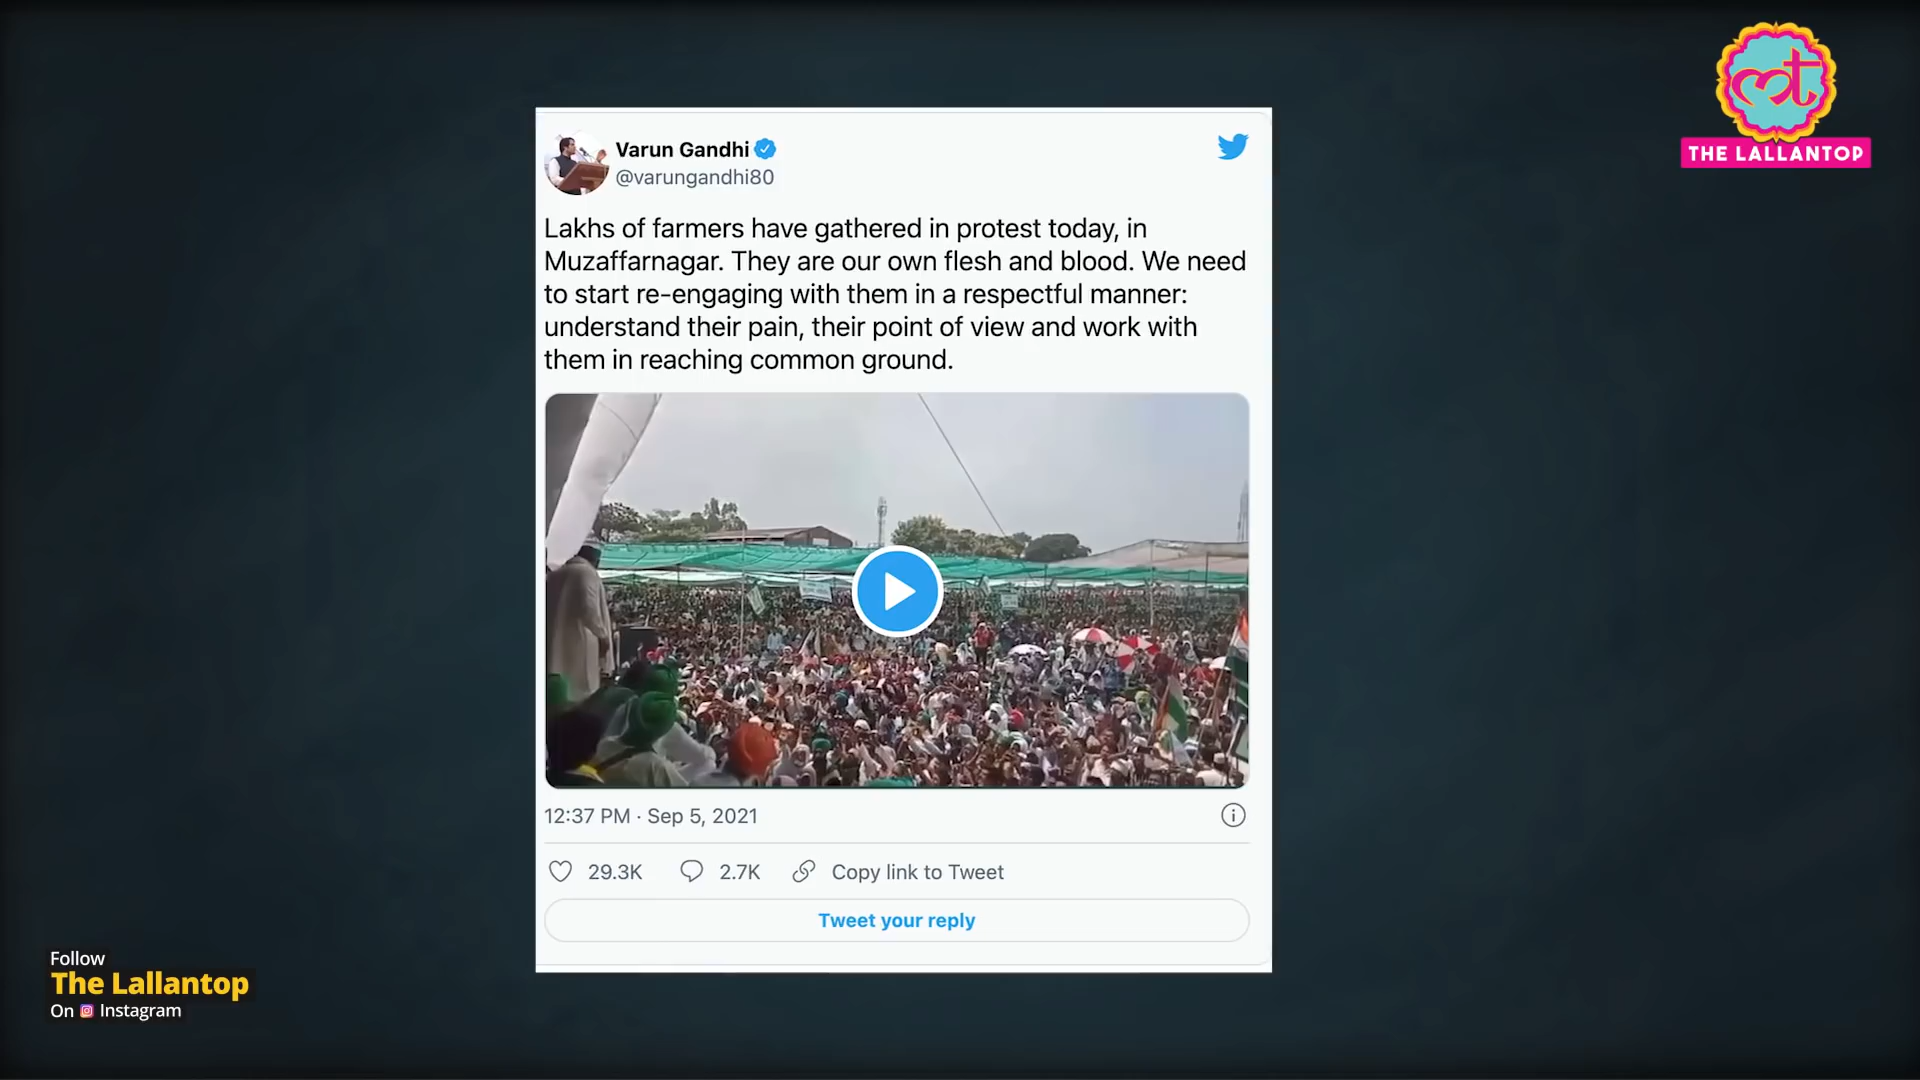 Varun Gandhi
@varungandhi80
Lakhs of farmers have gathered in protest today, in
Muzaffarnagar. They are our own flesh and blood. We need
to start re-engaging with them in a respectful manner:
understand their pain, their point of view and work with
them in reaching common ground.
12:37 PM · Sep 5, 2021
29.3K 2.7K Copy link to Tweet
Tweet your reply
THE LALLANTOP
Follow
The Lallantop
On Instagram